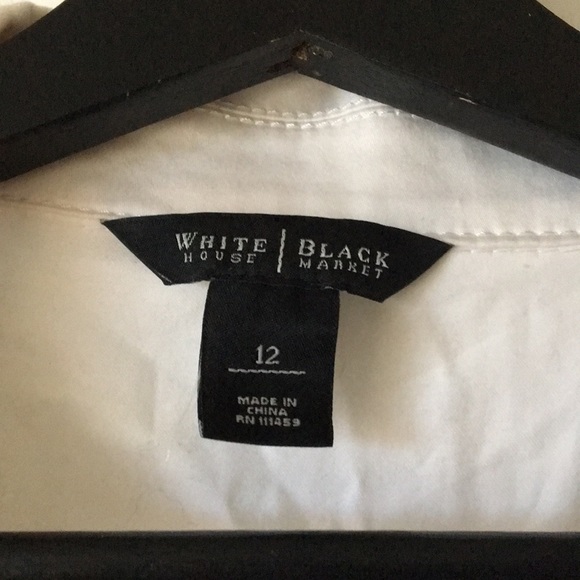 WHITE | BLACK
HOUSE MARKET
12
MADE IN
CHINA
RN 111459